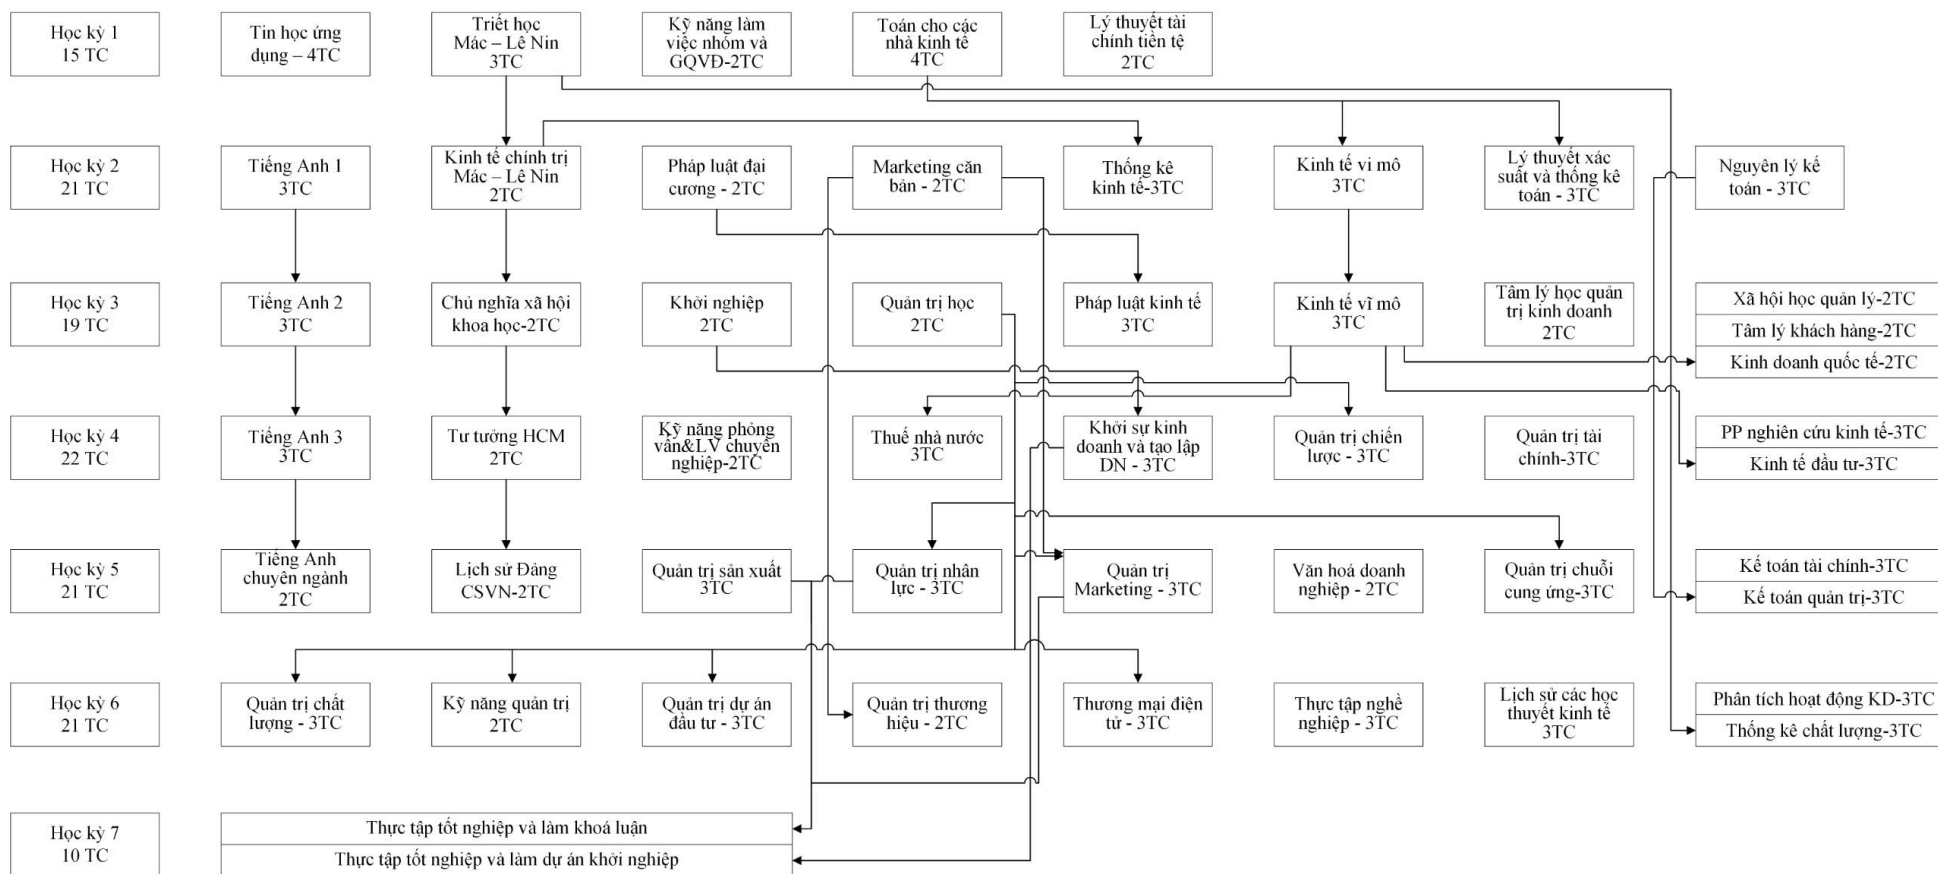 Học kỳ 1
15 TC
Tin học ứng
dụng – 4TC
Triết học
Mác – Lê Nin
3TC
Kỹ năng làm
việc nhóm và
GQVĐ-2TC
Toán cho các
nhà kinh tế
4TC
Lý thuyết tài
chính tiền tệ
2TC
Học kỳ 2
21 TC
Tiếng Anh 1
3TC
Kinh tế chính trị
Mác – Lê Nin
2TC
Pháp luật đại
cương - 2TC
Marketing căn
bản - 2TC
Thống kê
kinh tế-3TC
Kinh tế vi mô
3TC
Lý thuyết xác
suất và thống kê
toán - 3TC
Nguyên lý kế
toán - 3TC
Học kỳ 3
19 TC
Tiếng Anh 2
3TC
Chủ nghĩa xã hội
khoa học-2TC
Khởi nghiệp
2TC
Quản trị học
2TC
Pháp luật kinh tế
3TC
Kinh tế vĩ mô
3TC
Tâm lý học quản
trị kinh doanh
2TC
Xã hội học quản lý-2TC
Tâm lý khách hàng-2TC
Kinh doanh quốc tế-2TC
Học kỳ 4
22 TC
Tiếng Anh 3
3TC
Tư tưởng HCM
2TC
Kỹ năng phỏng
vấn&LV chuyên
nghiệp-2TC
Thuế nhà nước
3TC
Khởi sự kinh
doanh và tạo lập
DN - 3TC
Quản trị chiến
lược - 3TC
Quản trị tài
chính-3TC
PP nghiên cứu kinh tế-3TC
Kinh tế đầu tư-3TC
Học kỳ 5
21 TC
Tiếng Anh
chuyên ngành
2TC
Lịch sử Đảng
CSVN-2TC
Quản trị sản xuất
3TC
Quản trị nhân
lực - 3TC
Quản trị
Marketing - 3TC
Văn hoá doanh
nghiệp - 2TC
Quản trị chuỗi
cung ứng-3TC
Kế toán tài chính-3TC
Kế toán quản trị-3TC
Học kỳ 6
21 TC
Quản trị chất
lượng - 3TC
Kỹ năng quản trị
2TC
Quản trị dự án
đầu tư - 3TC
Quản trị thương
hiệu - 2TC
Thương mại điện
tử - 3TC
Thực tập nghề
nghiệp - 3TC
Lịch sử các học
thuyết kinh tế
3TC
Phân tích hoạt động KD-3TC
Thống kê chất lượng-3TC
Học kỳ 7
10 TC
Thực tập tốt nghiệp và làm khoá luận
Thực tập tốt nghiệp và làm dự án khởi nghiệp